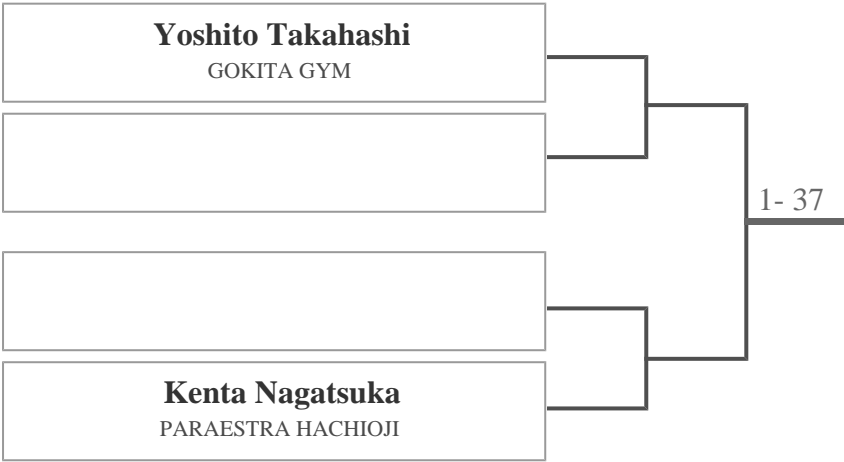 Yoshito Takahashi
GOKITA GYM
1- 37
Kenta Nagatsuka
PARAESTRA HACHIOJI